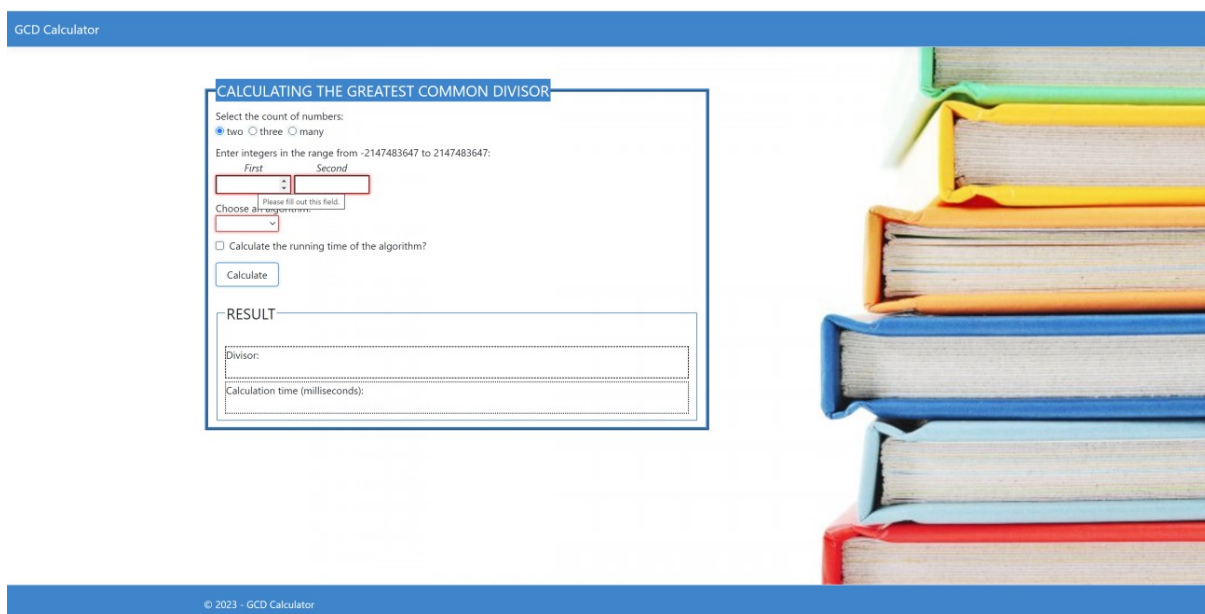 GCD Calculator
CALCULATING THE GREATEST COMMON DIVISOR
Select the count of numbers:
two three many
Enter integers in the range from -2147483647 to 2147483647:
First Second
Please fill out this field.
Choose an algorithm:
Calculate the running time of the algorithm?
Calculate
RESULT
Divisor:
Calculation time (milliseconds):
© 2023 - GCD Calculator